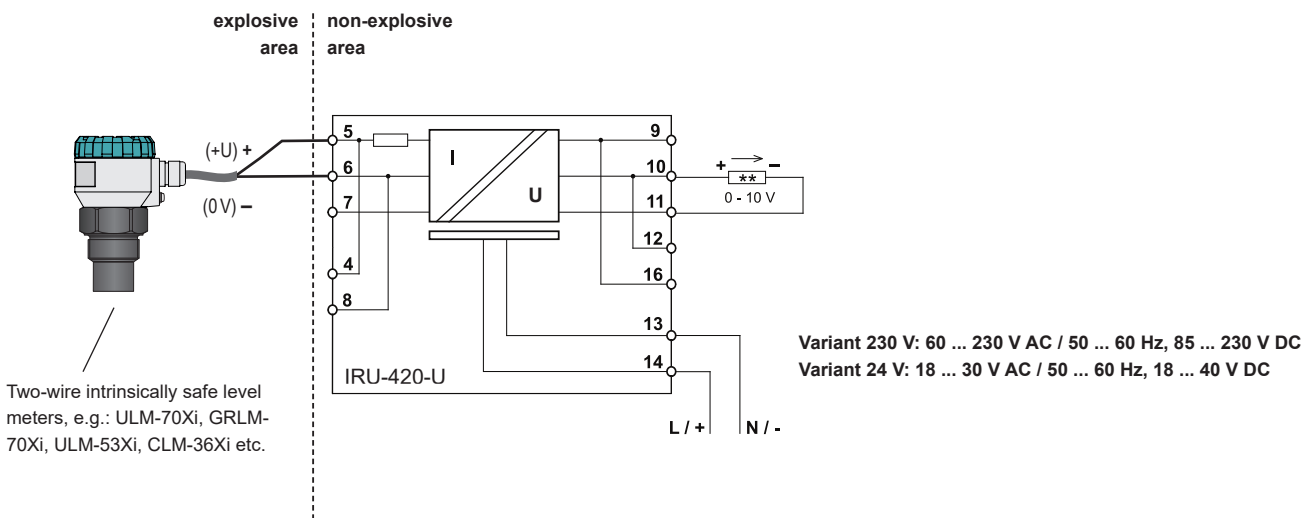 explosive
area
non-explosive
area
(+U) +
(0V) –
5
6
7
4
8
I
U
9
10
11
12
16
13
14
+ –
**
0 - 10 V
IRU-420-U
L / +
N / -
Variant 230 V: 60 ... 230 V AC / 50 ... 60 Hz, 85 ... 230 V DC
Variant 24 V: 18 ... 30 V AC / 50 ... 60 Hz, 18 ... 40 V DC
Two-wire intrinsically safe level
meters, e.g.: ULM-70Xi, GRLM-
70Xi, ULM-53Xi, CLM-36Xi etc.